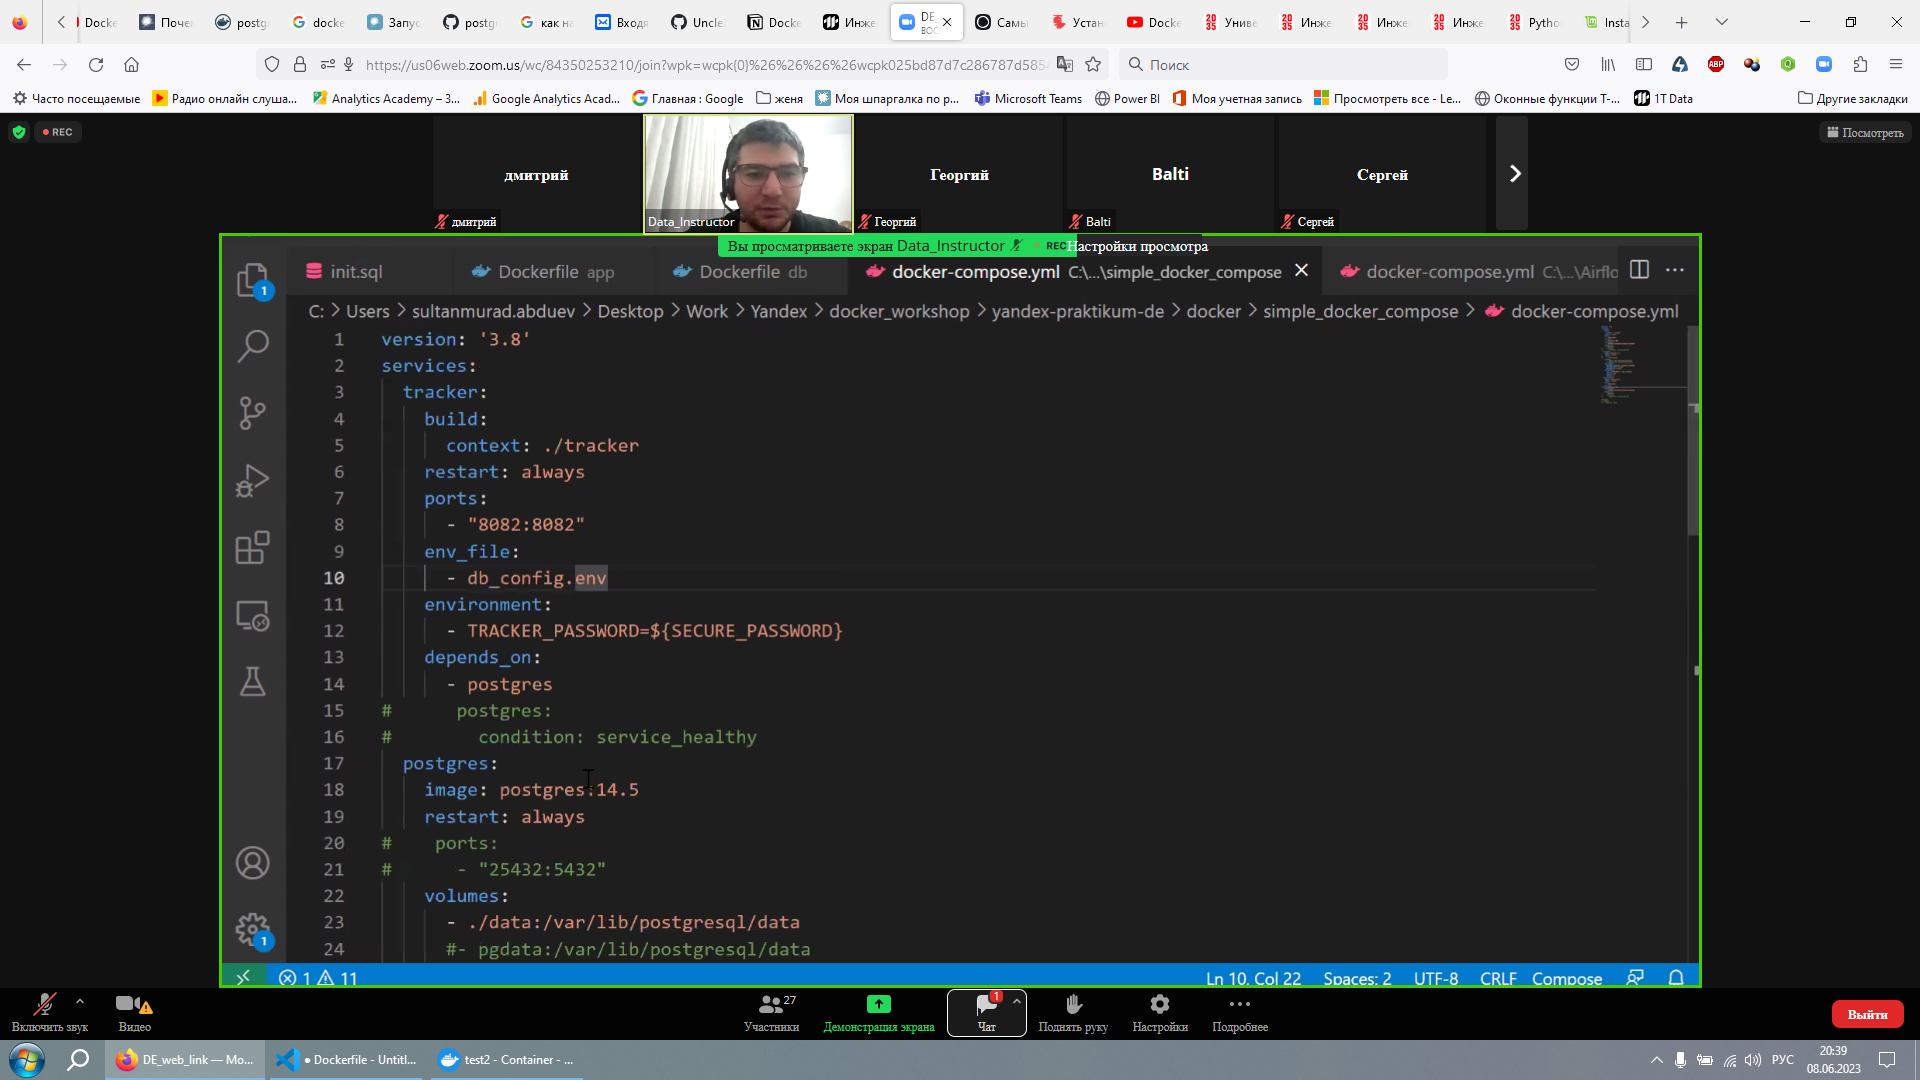 Docke
Почен
postg
docke
Запус
postg
как на
Входя
Uncle.
Docke
Инже
DE_
ВОС
Самы
Устан
Docke
Униве
Инже
Инже
Инже
Pytho
Insta
https://us06web.zoom.us/wc/84350253210/join?wpk=wcpk{0}%26%26%26%26wcpk025bd87d7c286787d585
Поиск
Часто посещаемые
Радио онлайн слуша...
Analytics Academy – 3...
Google Analytics Acad...
Главная : Google
женя
Моя шпаргалка по р...
Microsoft Teams
Power BI
Моя учетная запись
Просмотреть все - Le...
Оконные функции T-...
1T Data
Другие закладки
REC
Посмотреть
дмитрий
Георгий
Balti
Сергей
дмитрий
Data_Instructor
Георгий
Balti
Сергей
Вы просматриваете экран Data_Instructor
REC
Настройки просмотра
init.sql
Dockerfile app
Dockerfile db
docker-compose.yml C:\...\simple_docker_compose
docker-compose.yml C:\...\Airflo
C: > Users > sultanmurad.abduev > Desktop > Work > Yandex > docker_workshop > yandex-praktikum-de > docker > simple_docker_compose > docker-compose.yml
1 version: '3.8'
2 services:
3 tracker:
4 build:
5 context: ./tracker
6 restart: always
7 ports:
8 - "8082:8082"
9 env_file:
10 - db_config.env
11 environment:
12 - TRACKER_PASSWORD=${SECURE_PASSWORD}
13 depends_on:
14 - postgres
15 # postgres:
16 # condition: service_healthy
17 postgres:
18 image: postgres:14.5
19 restart: always
20 # ports:
21 # - "25432:5432"
22 volumes:
23 - ./data:/var/lib/postgresql/data
24 #- pgdata:/var/lib/postgresql/data
1 11
Ln 10, Col 22
Spaces: 2
UTF-8
CRLF
Compose
Включить звук
Видео
27
Участники
Демонстрация экрана
1
Чат
Поднять руку
Настройки
Подробнее
Выйти
DE_web_link — Mo...
● Dockerfile - Untitl...
test2 - Container - ...
РУС
20:39
08.06.2023